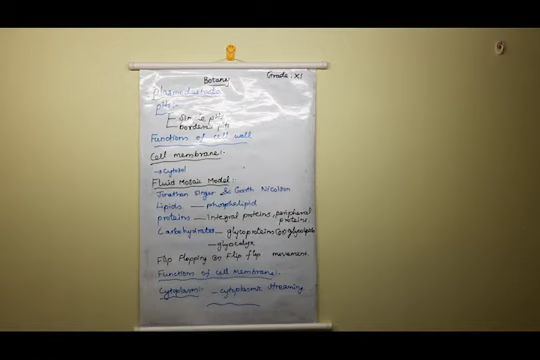 Botany Grade : XI
Plasmodesmata
Pits:-
Simple pits
bordered pits
Functions of cell wall
Cell membrane:-
→ Cytosol
Fluid Mosaic Model:-
Jonathan Singer & Garth Nicolson
Lipids — phospholipid
proteins — Integral proteins, peripheral proteins.
Carbohydrates — glycoproteins (or) glycolipids
— glycocalyx
Flip Flopping (or) Flip flop movement
Functions of cell membrane:-
Cytoplasm:- — cytoplasmic streaming